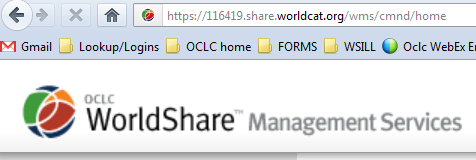 https://116419.share.worldcat.org/wms/cmnd/home
Gmail Lookup/Logins OCLC home FORMS WSILL Oclc WebEx
OCLC
WorldShare™ Management Services